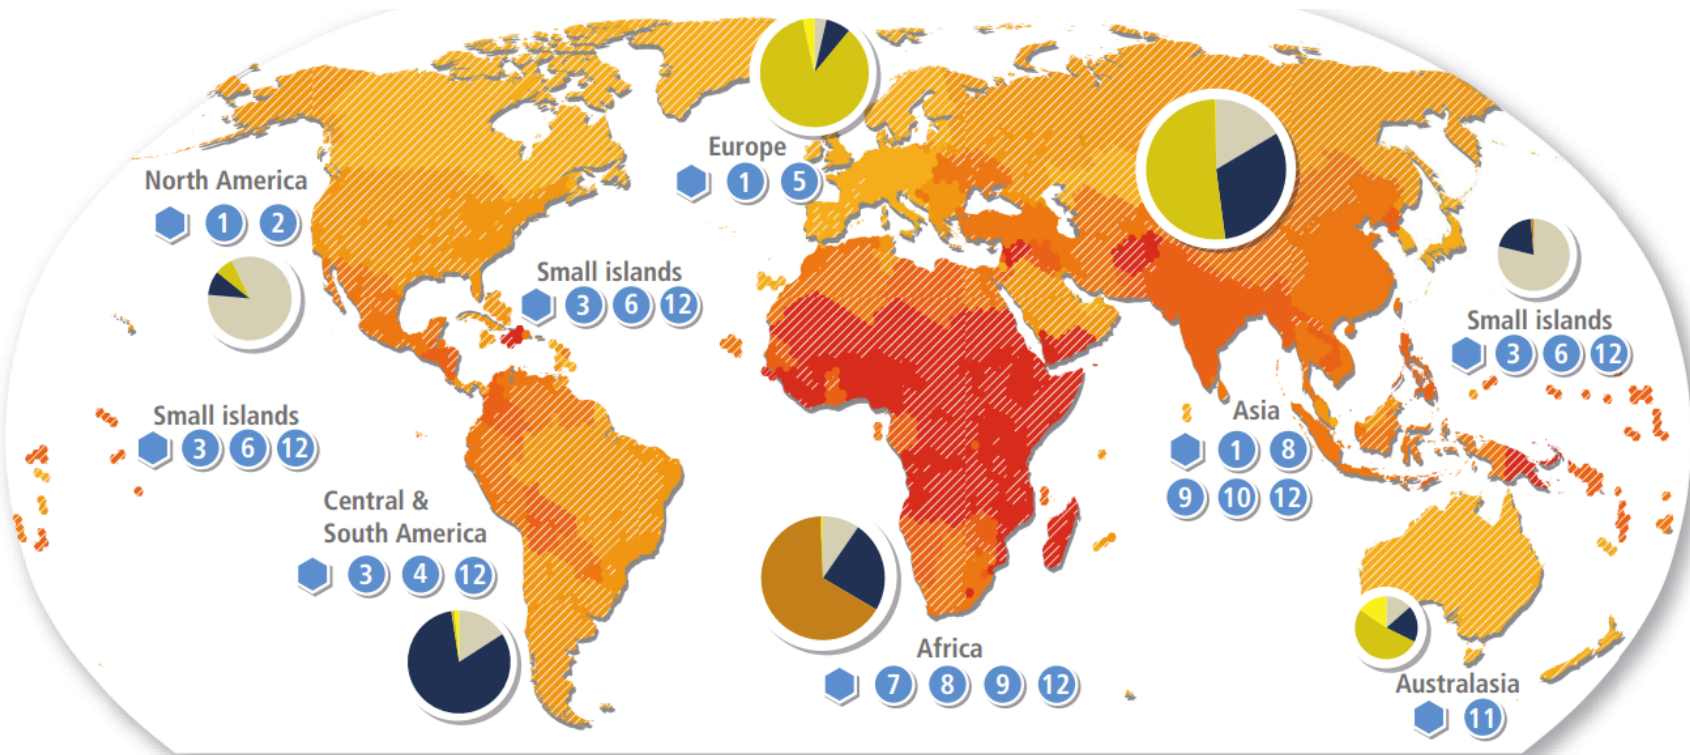 Europe
1 5
North America
1 2
Small islands
3 6 12
Small islands
3 6 12
Small islands
3 6 12
Asia
1 8
9 10 12
Central &
South America
3 4 12
Africa
7 8 9 12
Australasia
11